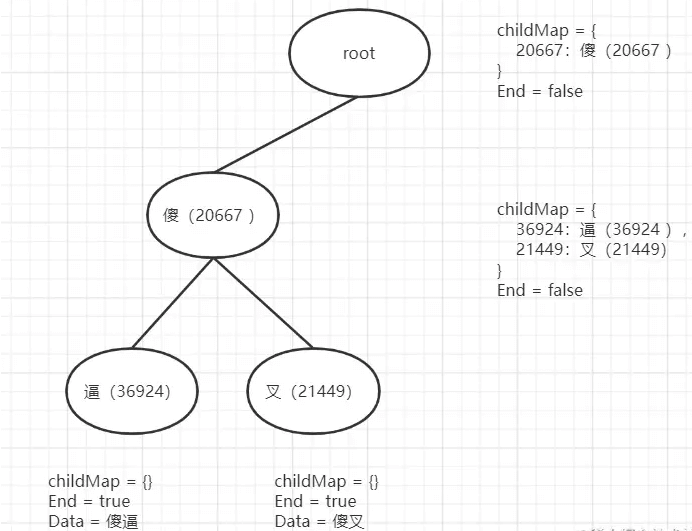 root
childMap = {
20667: 傻（20667 ）
}
End = false
傻（20667 ）
childMap = {
36924: 逼（36924 ）,
21449: 叉（21449）
}
End = false
逼（36924）
叉（21449）
childMap = {}
End = true
Data = 傻逼
childMap = {}
End = true
Data = 傻叉